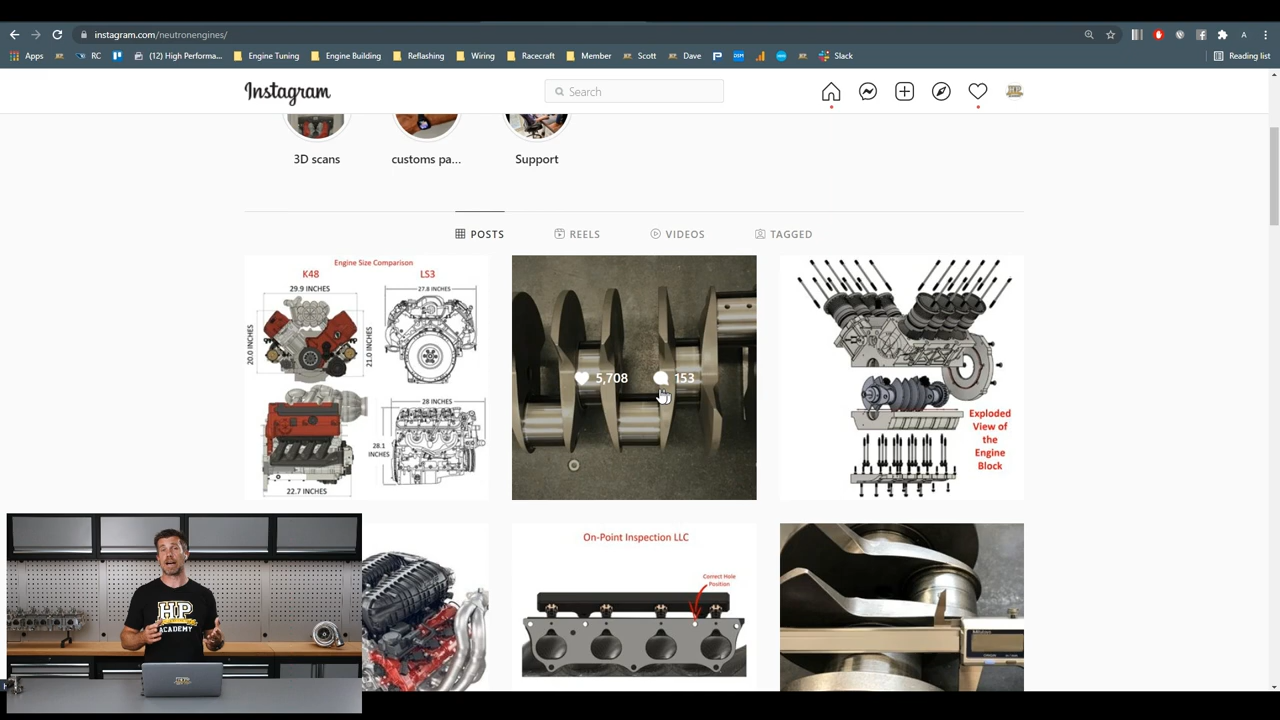 instagram.com/neutronengines/
Apps
RC
(12) High Performa...
Engine Tuning
Engine Building
Reflashing
Wiring
Racecraft
Member
Scott
Dave
Slack
Reading list
Instagram
Search
3D scans
customs pa...
Support
POSTS
REELS
VIDEOS
TAGGED
Engine Size Comparison
K48
LS3
29.9 INCHES
27.8 INCHES
20.0 INCHES
21.0 INCHES
28 INCHES
28.1
INCHES
22.7 INCHES
5,708
153
Exploded
View of
the
Engine
Block
On-Point Inspection LLC
Correct Hole
Position
HP
ACADEMY